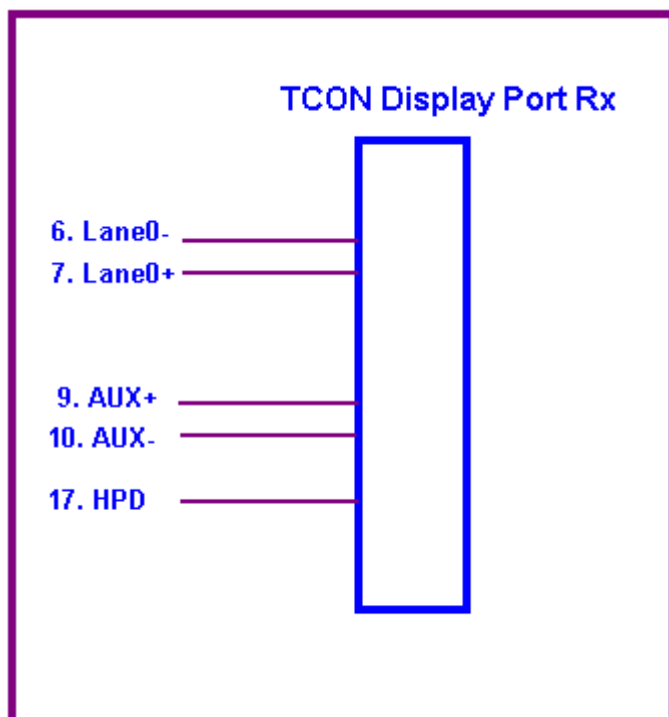 TCON Display Port Rx
6. Lane0-
7. Lane0+
9. AUX+
10. AUX-
17. HPD